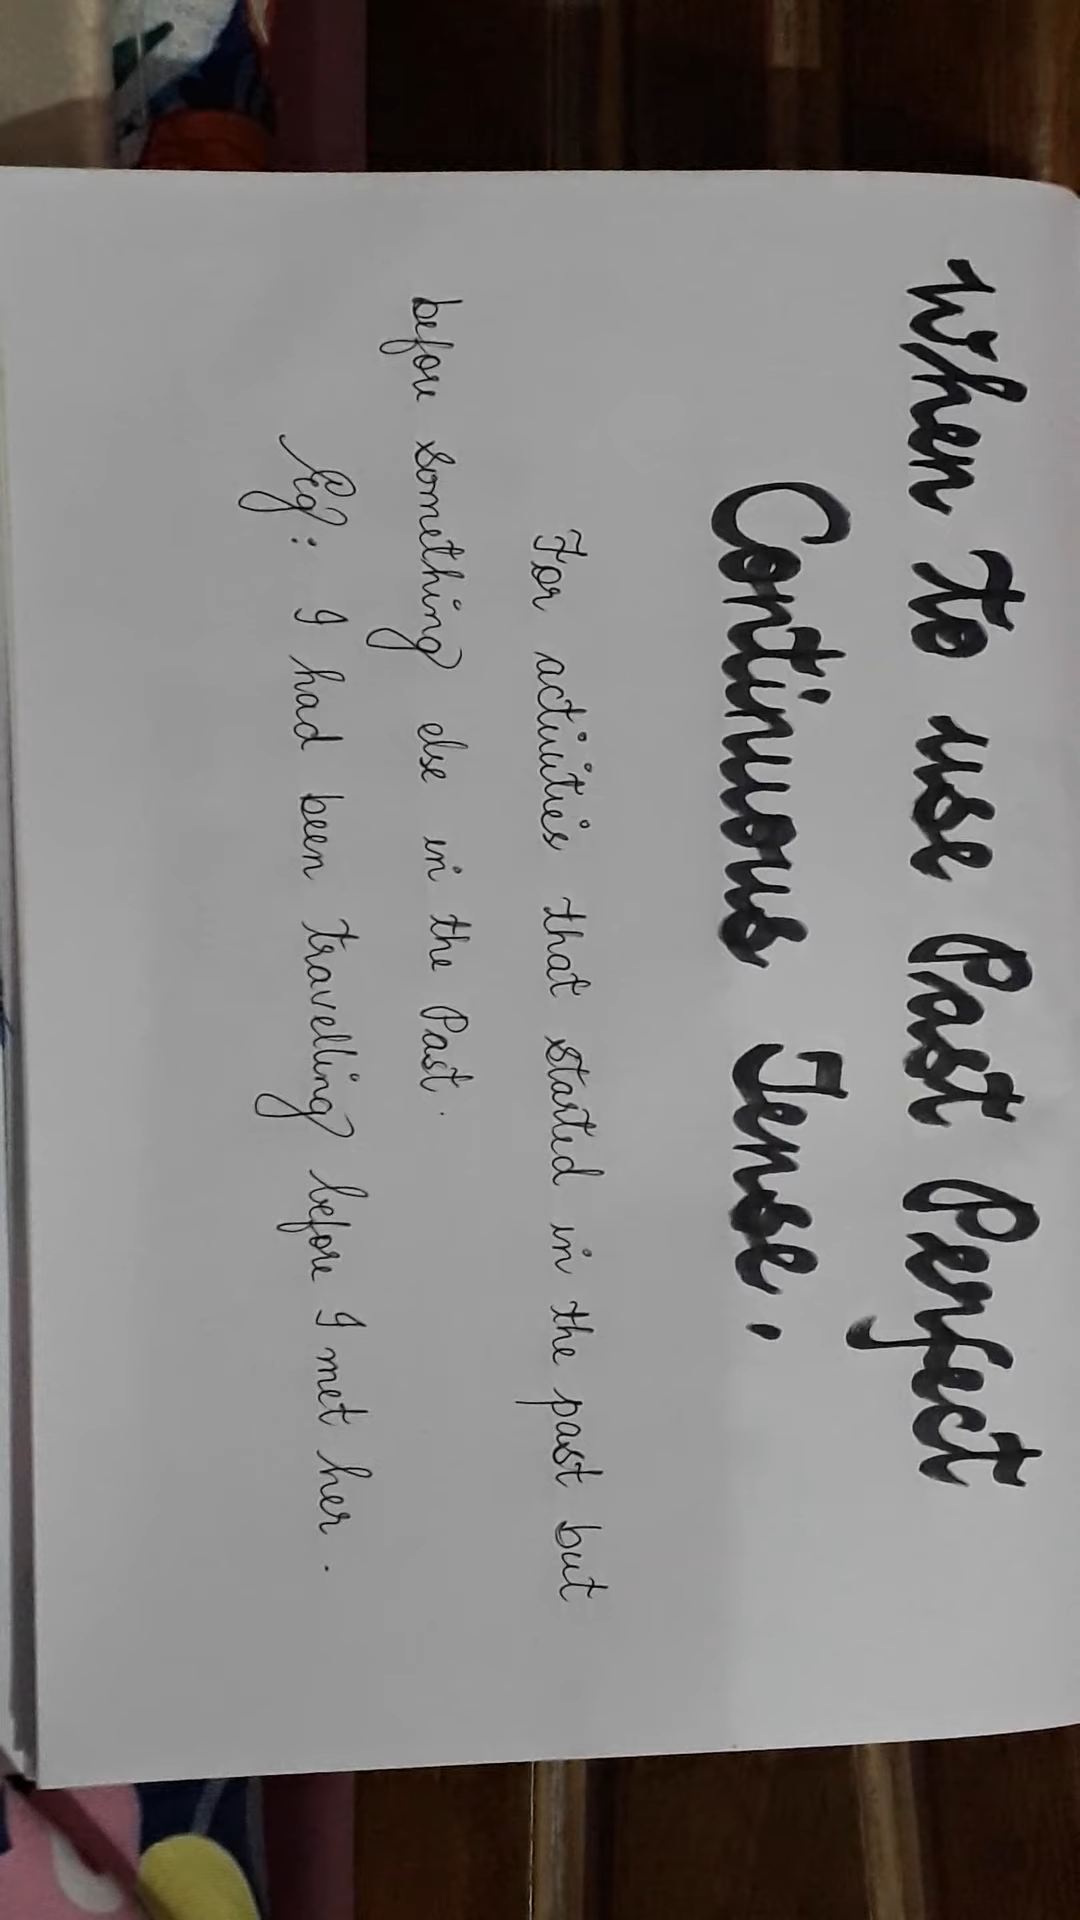 When to use Past Perfect
Continuous Tense.
For activities that started in the past but
before something else in the Past.
Eg: I had been travelling before I met her.